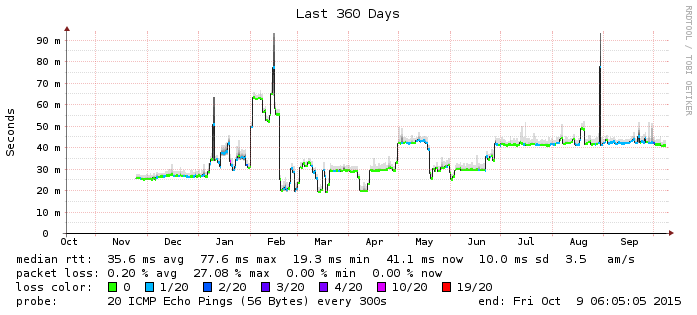 Last 360 Days
RRDTOOL / TOBI OETIKER
Seconds
90 m
80 m
70 m
60 m
50 m
40 m
30 m
20 m
10 m
0
Oct Nov Dec Jan Feb Mar Apr May Jun Jul Aug Sep
median rtt: 35.6 ms avg 77.6 ms max 19.3 ms min 41.1 ms now 10.0 ms sd 3.5 am/s
packet loss: 0.20 % avg 27.08 % max 0.00 % min 0.00 % now
loss color: 0 1/20 2/20 3/20 4/20 10/20 19/20
probe: 20 ICMP Echo Pings (56 Bytes) every 300s end: Fri Oct 9 06:05:05 2015